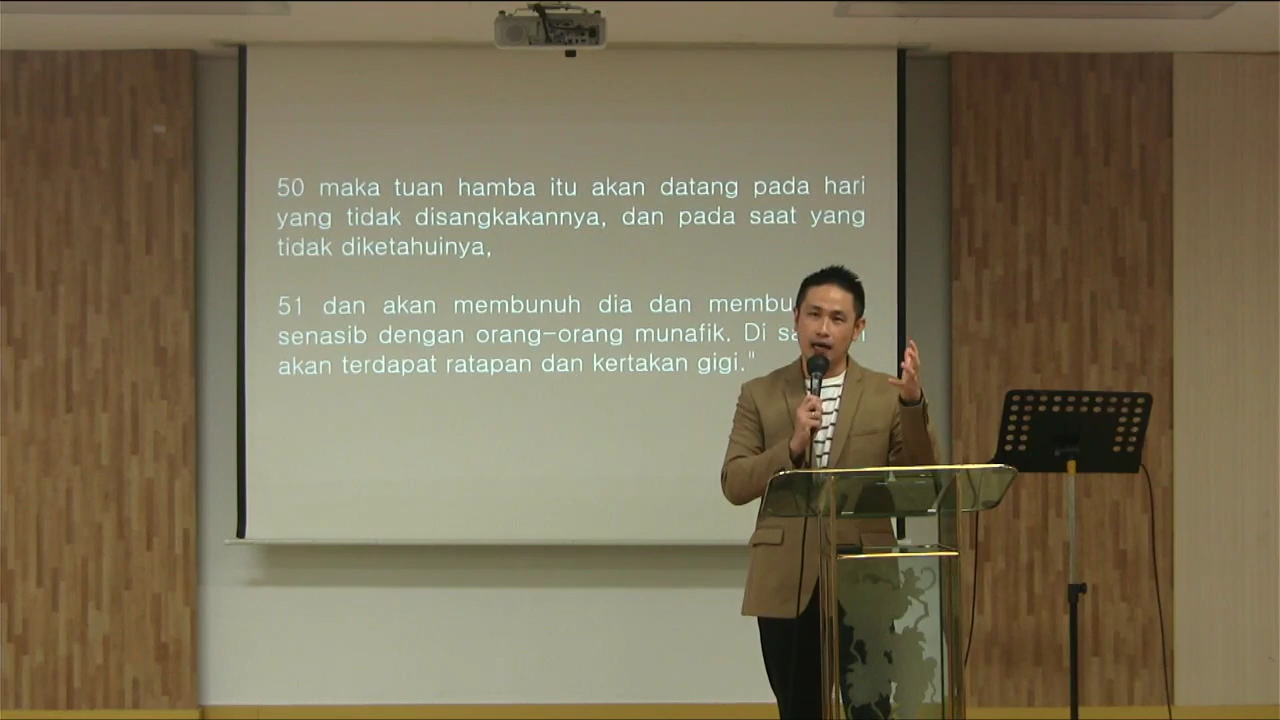 50 maka tuan hamba itu akan datang pada hari
yang tidak disangkakannya, dan pada saat yang
tidak diketahuinya,
51 dan akan membunuh dia dan
senasib dengan orang-orang munafik. Di
akan terdapat ratapan dan kertakan gigi."